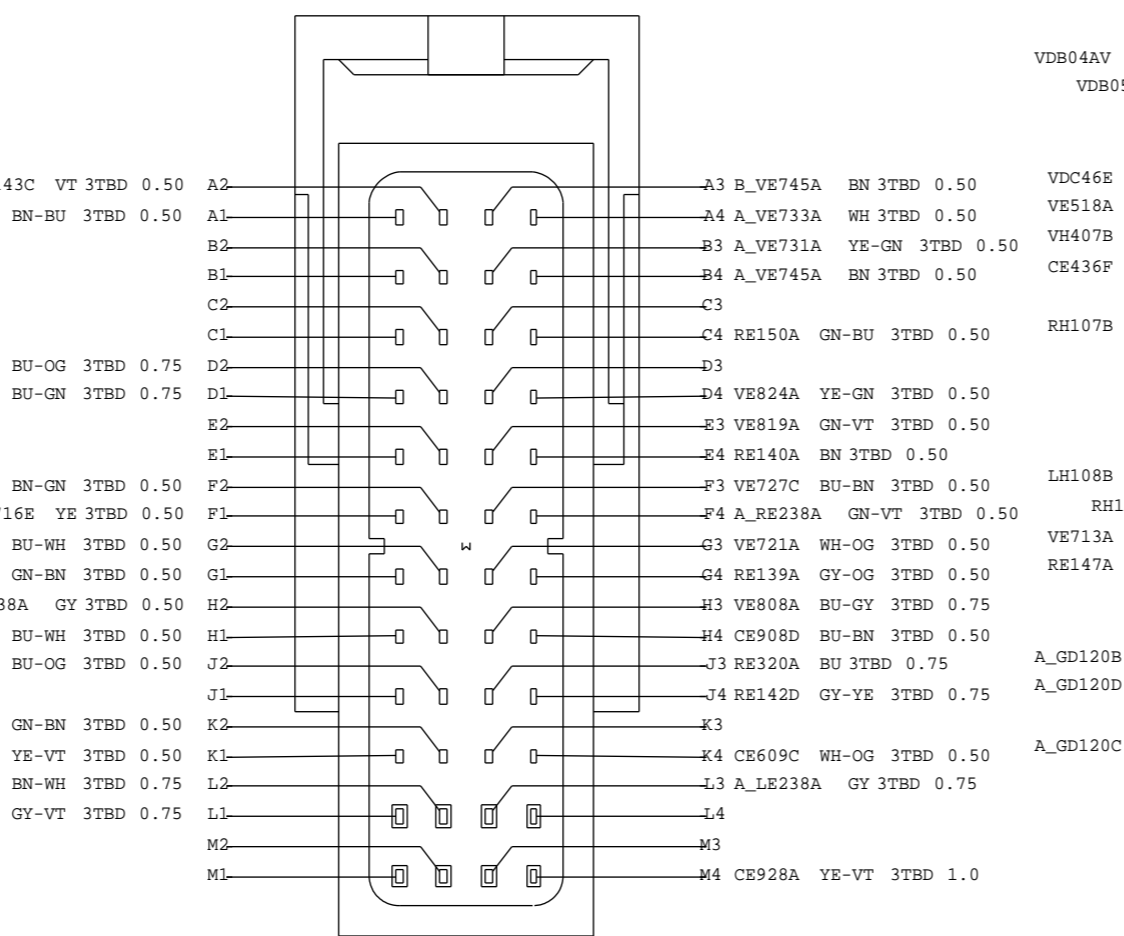 VDB04AV
VDB05
43C VT 3TBD 0.50 A2 A3 B_VE745A BN 3TBD 0.50 VDC46E
BN-BU 3TBD 0.50 A1 A4 A_VE733A WH 3TBD 0.50 VE518A
B2 B3 A_VE731A YE-GN 3TBD 0.50 VH407B
B1 B4 A_VE745A BN 3TBD 0.50 CE436F
C2 C3
C1 C4 RE150A GN-BU 3TBD 0.50 RH107B
BU-OG 3TBD 0.75 D2 D3
BU-GN 3TBD 0.75 D1 D4 VE824A YE-GN 3TBD 0.50
E2 E3 VE819A GN-VT 3TBD 0.50
E1 E4 RE140A BN 3TBD 0.50
BN-GN 3TBD 0.50 F2 F3 VE727C BU-BN 3TBD 0.50 LH108B
16E YE 3TBD 0.50 F1 F4 A_RE238A GN-VT 3TBD 0.50 RH1
BU-WH 3TBD 0.50 G2 W G3 VE721A WH-OG 3TBD 0.50 VE713A
GN-BN 3TBD 0.50 G1 G4 RE139A GY-OG 3TBD 0.50 RE147A
38A GY 3TBD 0.50 H2 H3 VE808A BU-GY 3TBD 0.75
BU-WH 3TBD 0.50 H1 H4 CE908D BU-BN 3TBD 0.50
BU-OG 3TBD 0.50 J2 J3 RE320A BU 3TBD 0.75 A_GD120B
J1 J4 RE142D GY-YE 3TBD 0.75 A_GD120D
GN-BN 3TBD 0.50 K2 K3
YE-VT 3TBD 0.50 K1 K4 CE609C WH-OG 3TBD 0.50 A_GD120C
BN-WH 3TBD 0.75 L2 L3 A_LE238A GY 3TBD 0.75
GY-VT 3TBD 0.75 L1 L4
M2 M3
M1 M4 CE928A YE-VT 3TBD 1.0